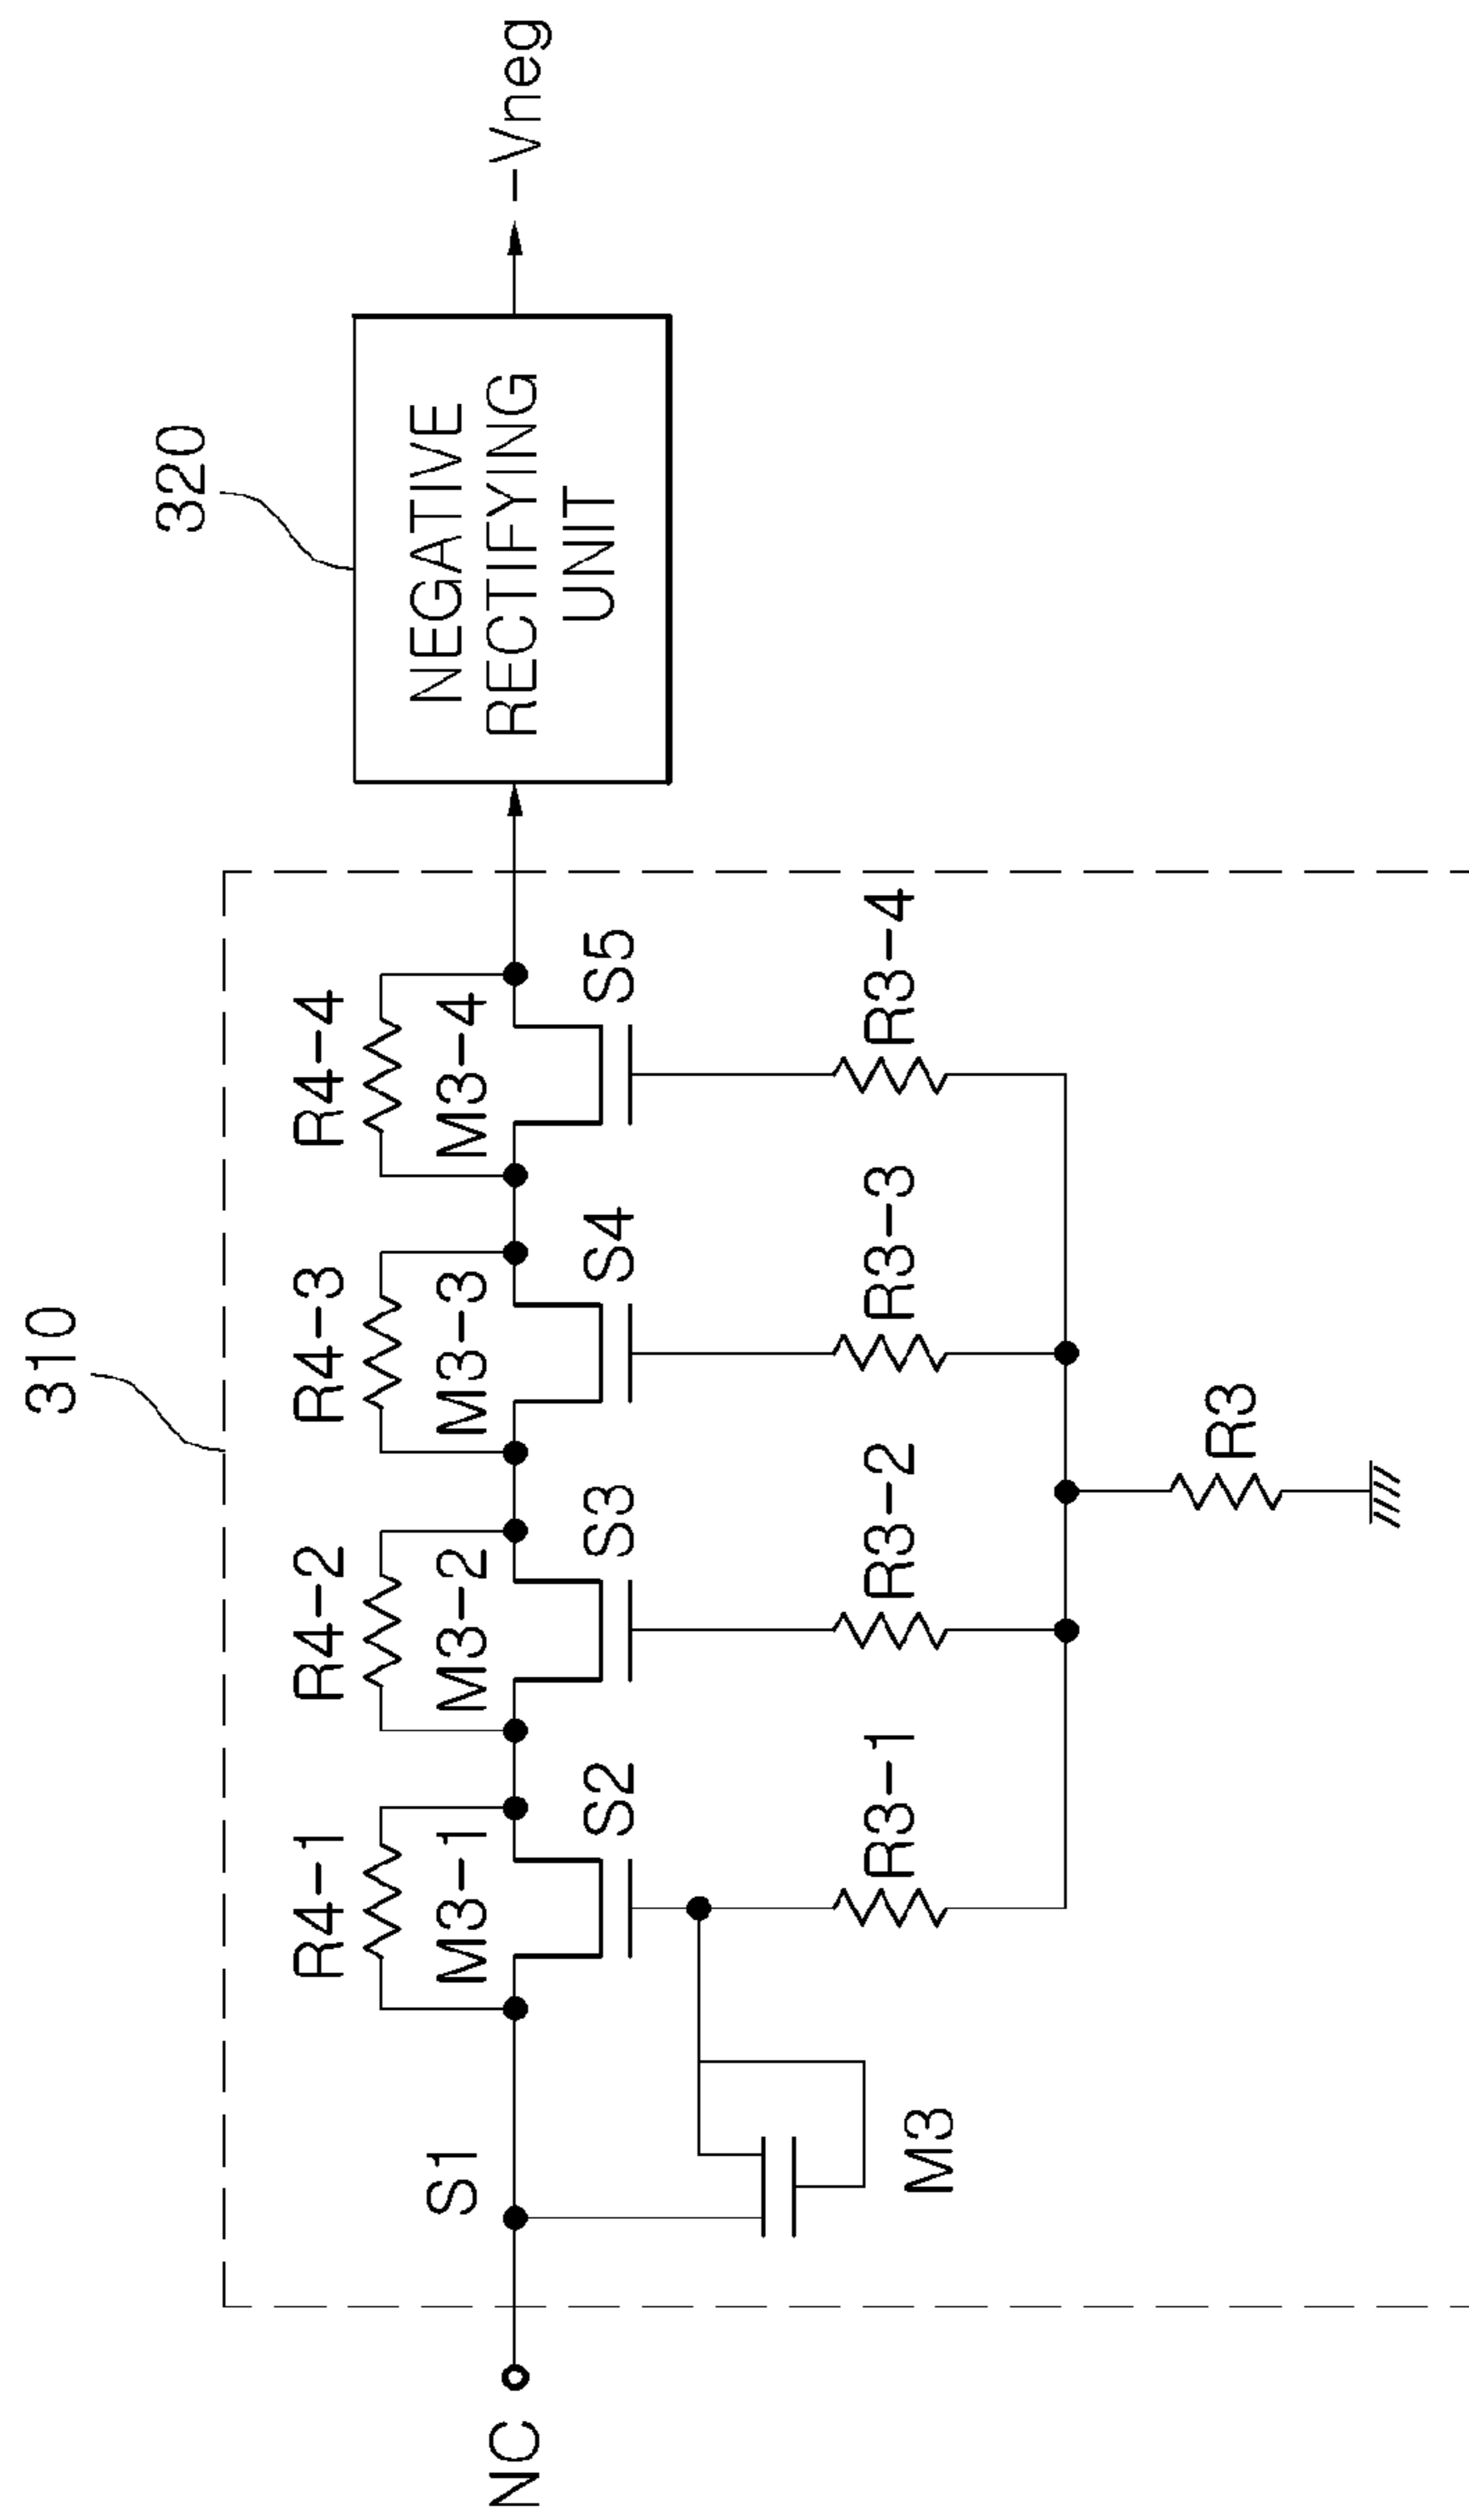 310
320
R4-1
R4-2
R4-3
R4-4
M3-1
M3-2
M3-3
M3-4
S1
NC
NEGATIVE
RECTIFYING
UNIT
-Vneg
S2
S3
S4
S5
R3-1
R3-2
R3-3
R3-4
M3
R3